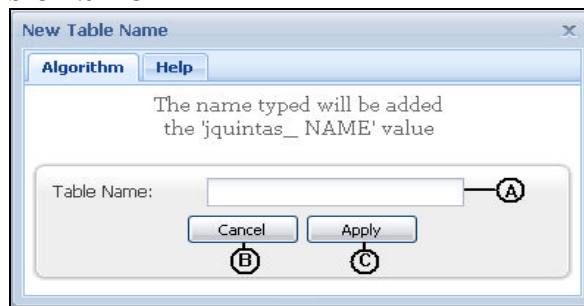 New Table Name x
Algorithm Help
The name typed will be added
the 'jquintas_ NAME' value
Table Name: A
Cancel Apply
B C